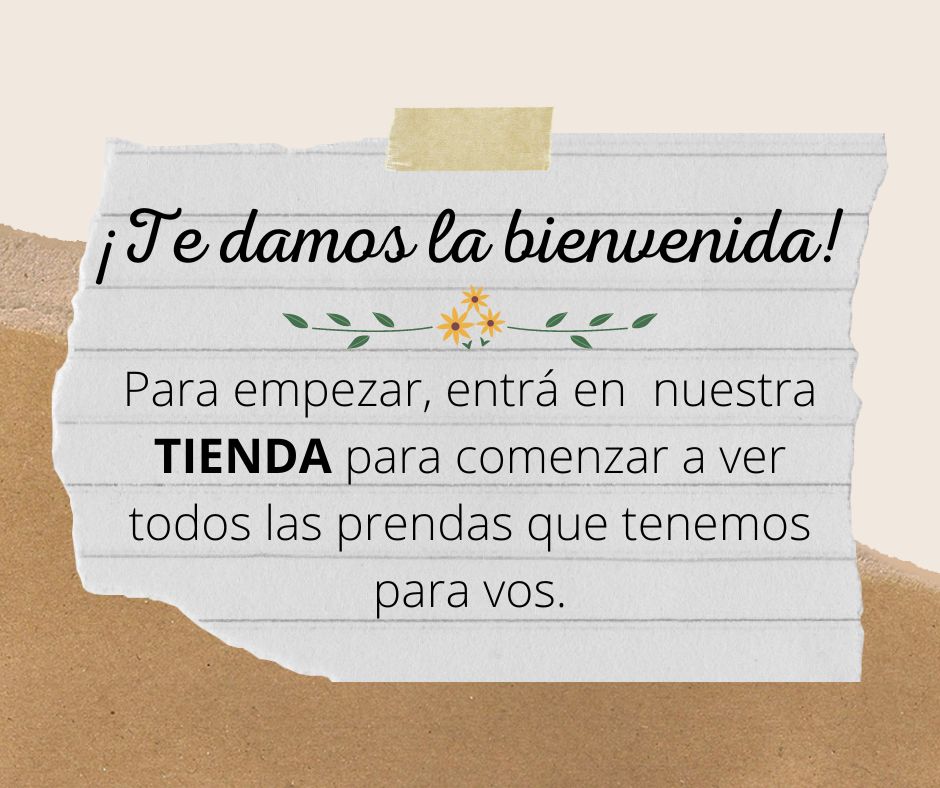 ¡Te damos la bienvenida!
Para empezar, entrá en nuestra
TIENDA para comenzar a ver
todos las prendas que tenemos
para vos.